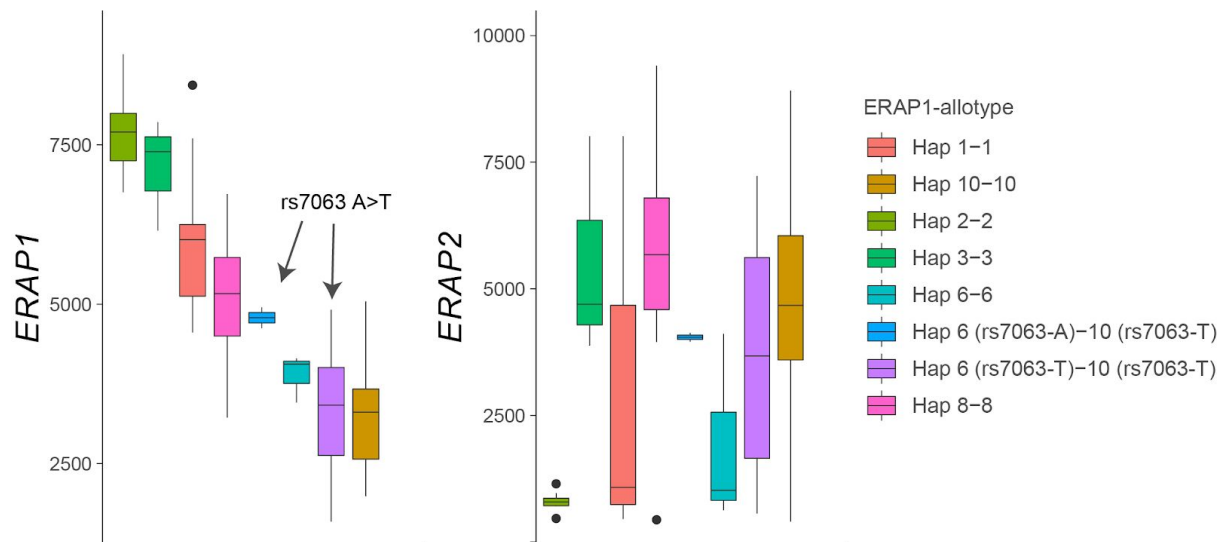 ERAP1
7500
5000
2500
rs7063 A>T
ERAP2
10000
7500
5000
2500
ERAP1-allotype
Hap 1−1
Hap 10−10
Hap 2−2
Hap 3−3
Hap 6−6
Hap 6 (rs7063-A)−10 (rs7063-T)
Hap 6 (rs7063-T)−10 (rs7063-T)
Hap 8−8